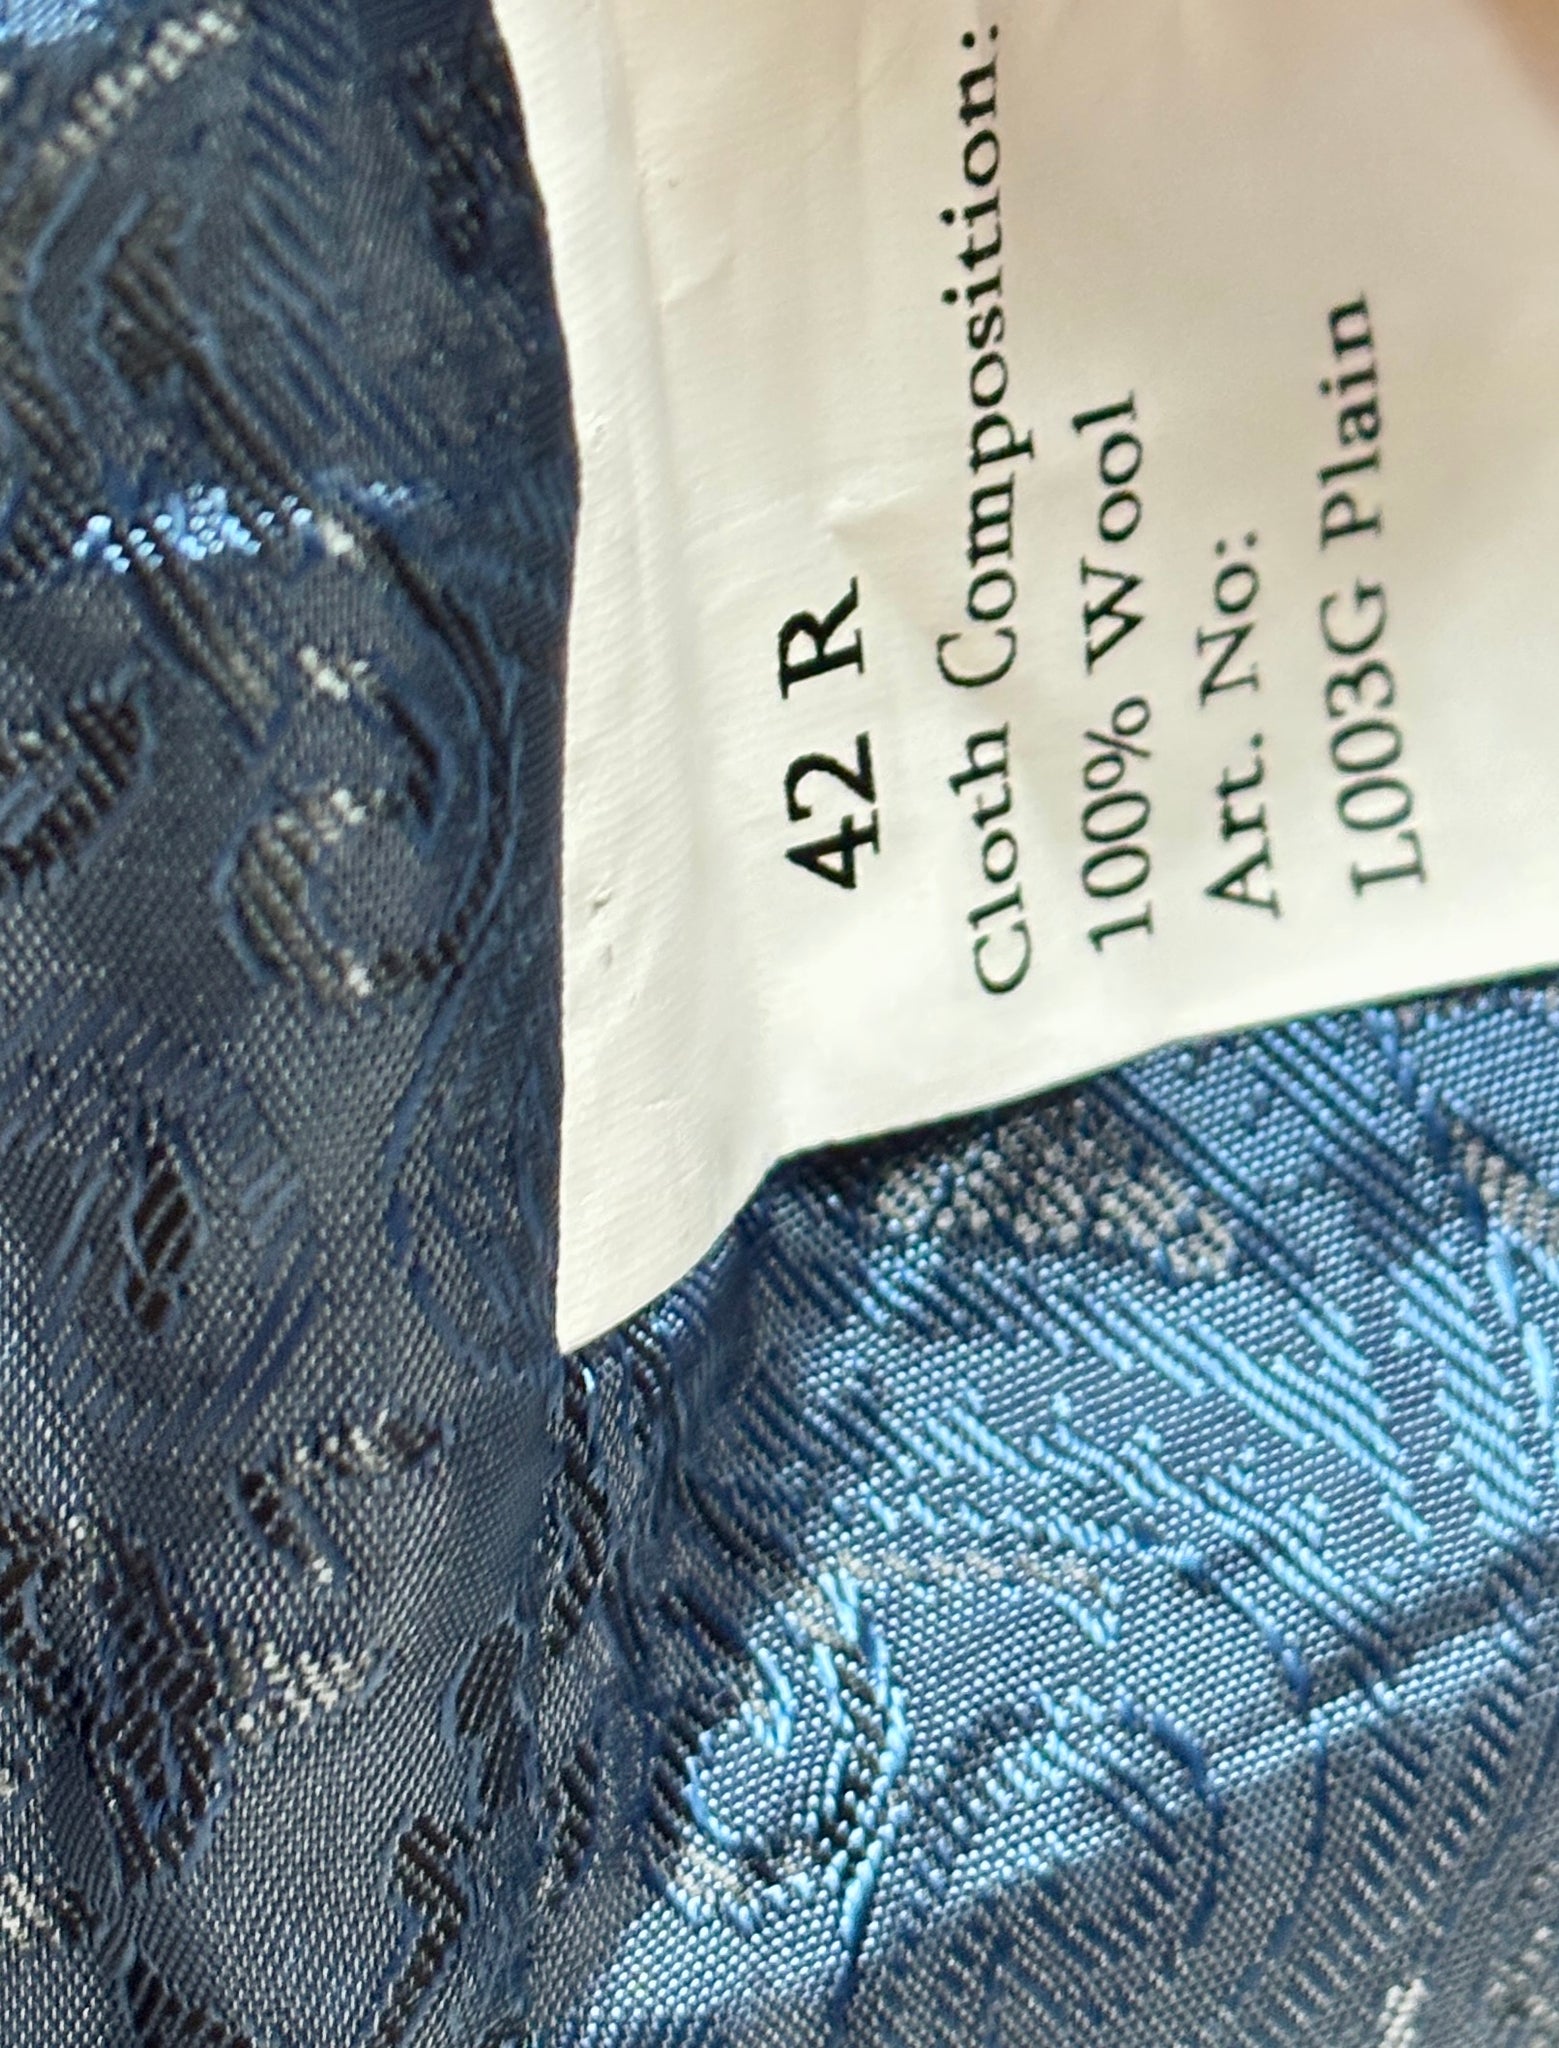 42 R
Cloth Composition:
100% Wool
Art. No:
L003G Plain